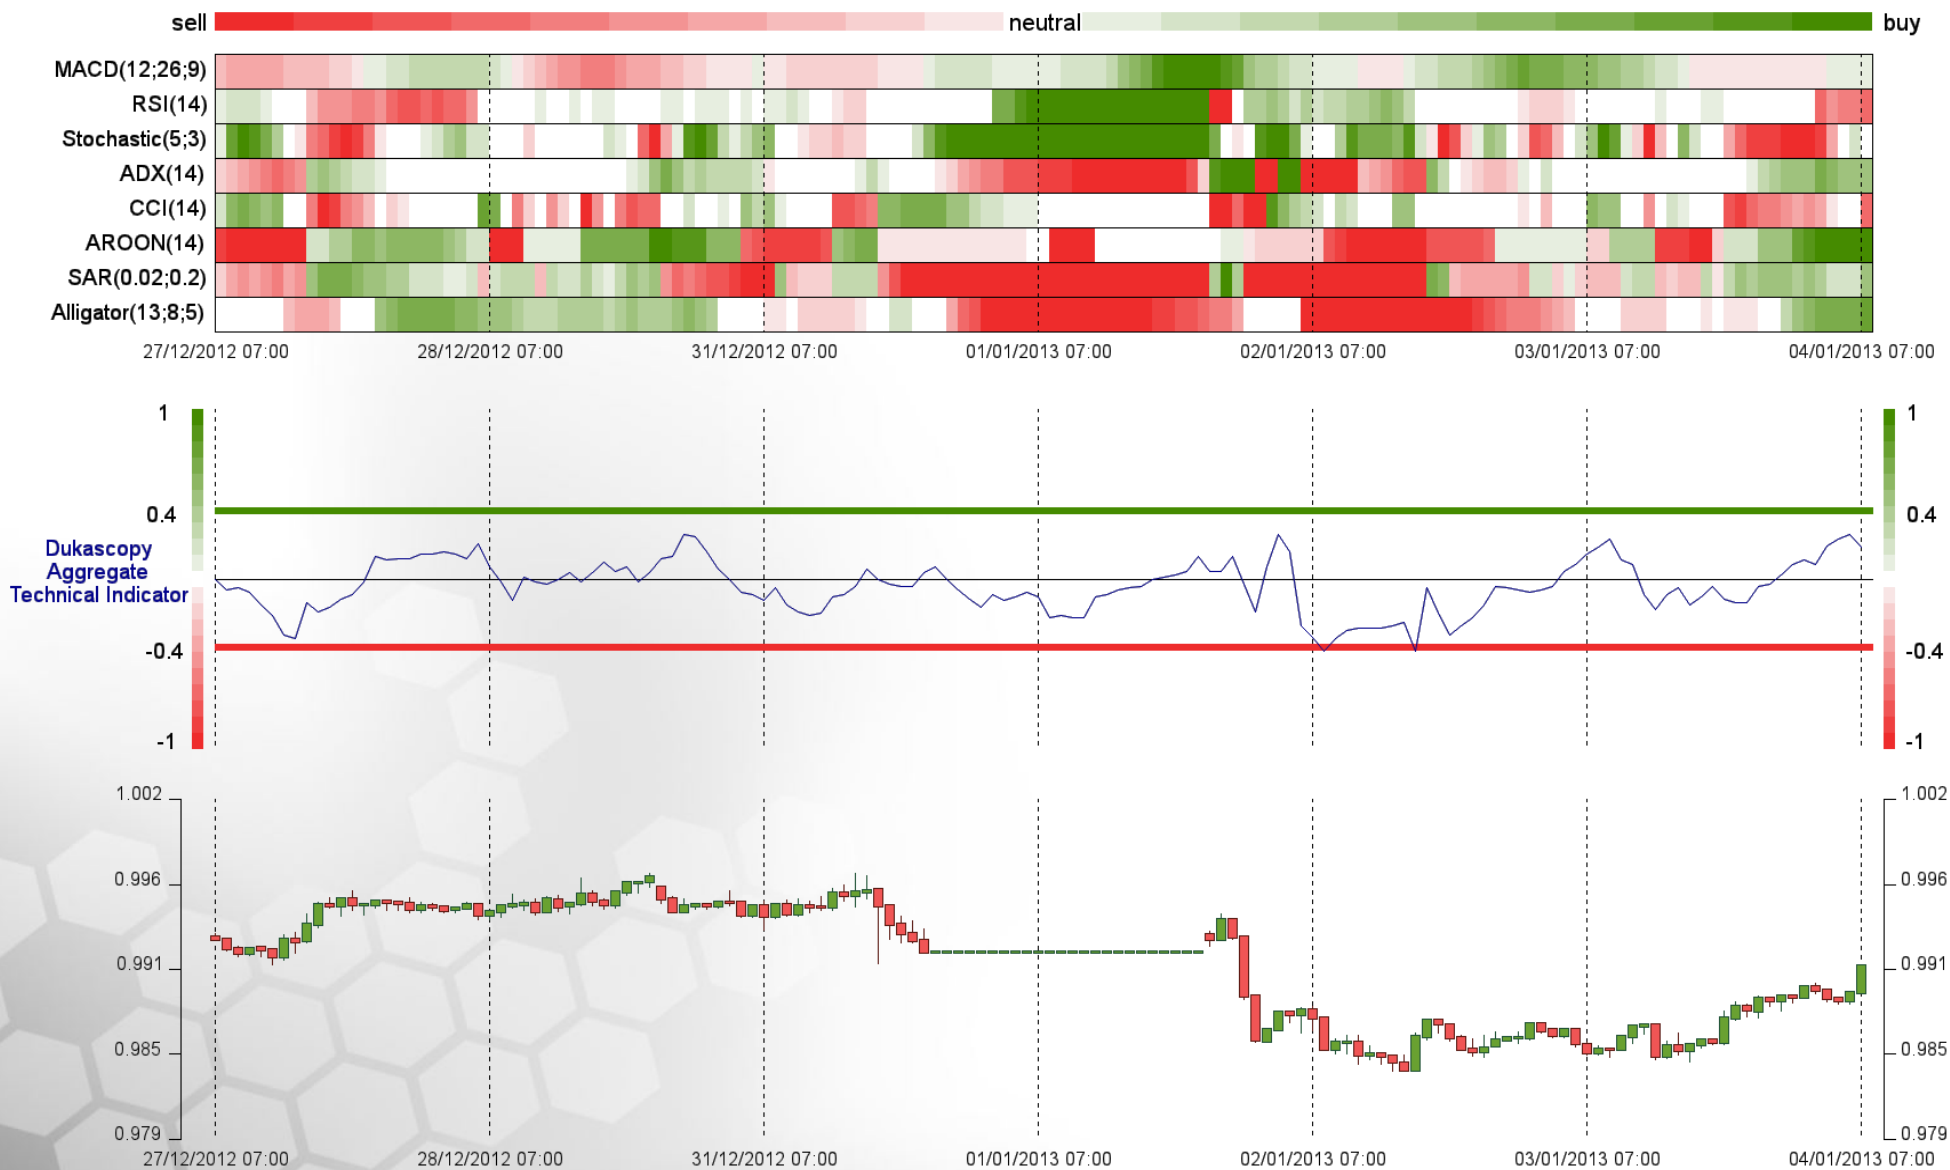 sell neutral buy
MACD(12;26;9)
RSI(14)
Stochastic(5;3)
ADX(14)
CCI(14)
AROON(14)
SAR(0.02;0.2)
Alligator(13;8;5)
27/12/2012 07:00 28/12/2012 07:00 31/12/2012 07:00 01/01/2013 07:00 02/01/2013 07:00 03/01/2013 07:00 04/01/2013 07:00
1 1
0.4 0.4
Dukascopy
Aggregate
Technical Indicator
-0.4 -0.4
-1 -1
1.002 1.002
0.996 0.996
0.991 0.991
0.985 0.985
0.979 0.979
27/12/2012 07:00 28/12/2012 07:00 31/12/2012 07:00 01/01/2013 07:00 02/01/2013 07:00 03/01/2013 07:00 04/01/2013 07:00